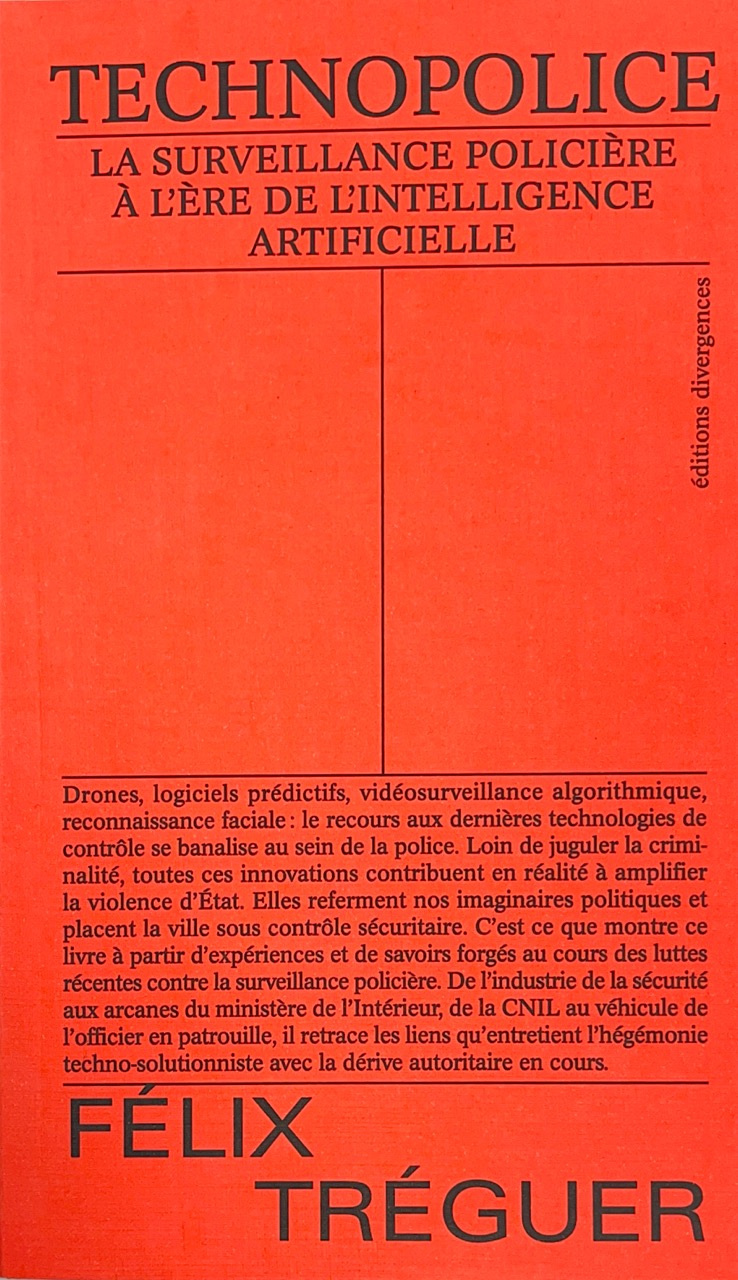 TECHNOPOLICE
LA SURVEILLANCE POLICIÈRE
À L'ÈRE DE L'INTELLIGENCE
ARTIFICIELLE
éditions divergences
Drones, logiciels prédictifs, vidéosurveillance algorithmique,
reconnaissance faciale : le recours aux dernières technologies de
contrôle se banalise au sein de la police. Loin de juguler la crimi-
nalité, toutes ces innovations contribuent en réalité à amplifier
la violence d'État. Elles referment nos imaginaires politiques et
placent la ville sous contrôle sécuritaire. C'est ce que montre ce
livre à partir d'expériences et de savoirs forgés au cours des luttes
récentes contre la surveillance policière. De l'industrie de la sécurité
aux arcanes du ministère de l'Intérieur, de la CNIL au véhicule de
l'officier en patrouille, il retrace les liens qu'entretient l'hégémonie
techno-solutionniste avec la dérive autoritaire en cours.
FÉLIX
TRÉGUER